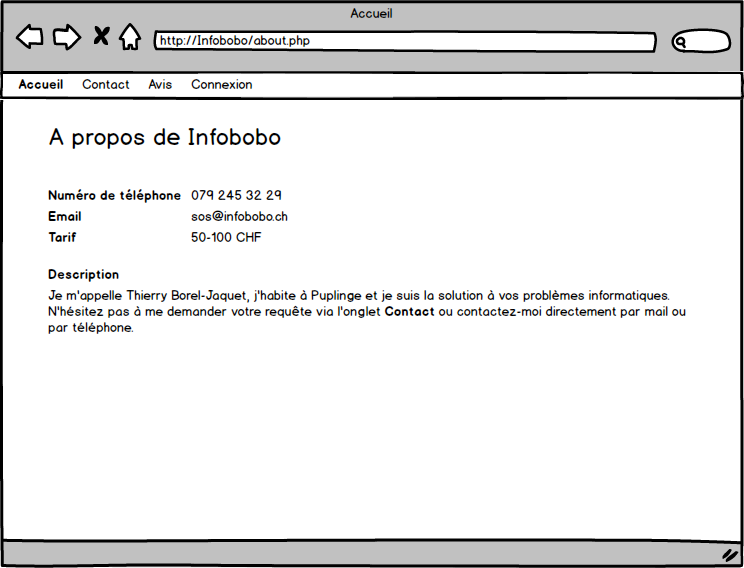 Accueil
http://Infobobo/about.php
Accueil Contact Avis Connexion
A propos de Infobobo
Numéro de téléphone 079 245 32 29
Email sos@infobobo.ch
Tarif 50-100 CHF
Description
Je m'appelle Thierry Borel-Jaquet, j'habite à Puplinge et je suis la solution à vos problèmes informatiques.
N'hésitez pas à me demander votre requête via l'onglet Contact ou contactez-moi directement par mail ou
par téléphone.